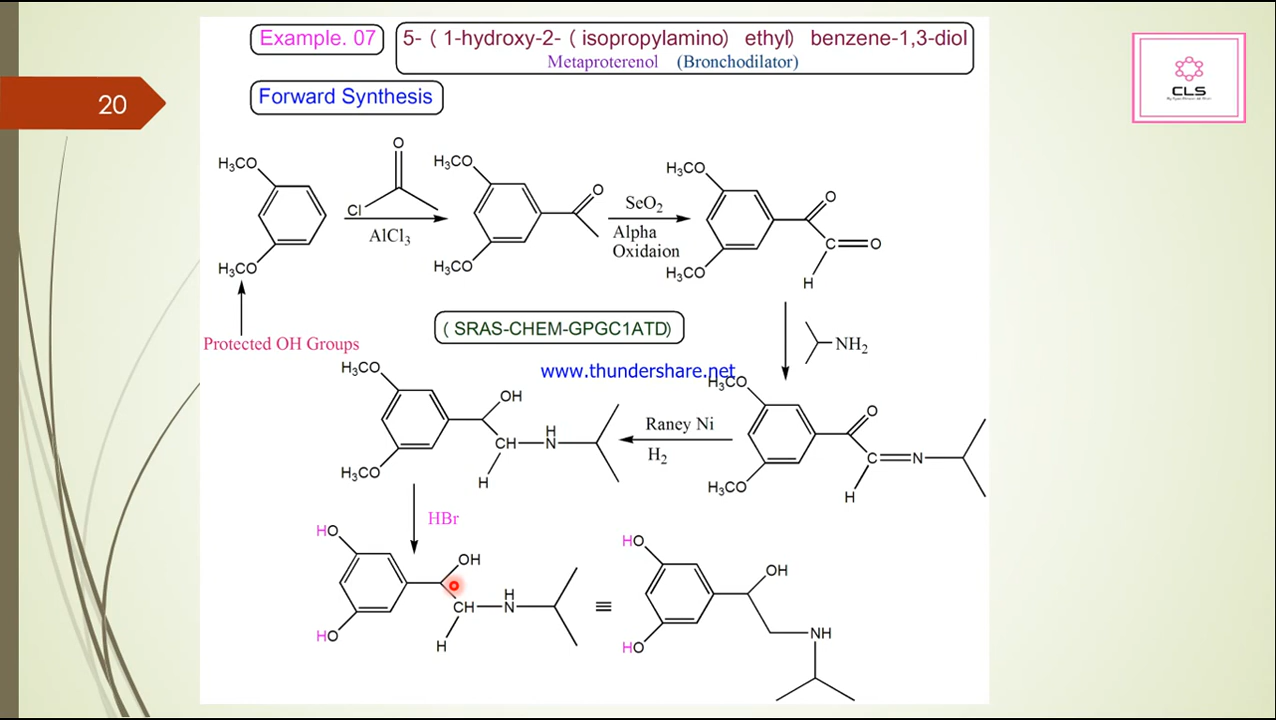 Example. 07
5- ( 1-hydroxy-2- ( isopropylamino) ethyl) benzene-1,3-diol
Metaproterenol (Bronchodilator)
20
Forward Synthesis
CLS
H₃CO
H₃CO
O
Cl
AlCl₃
H₃CO
H₃CO
O
SeO₂
Alpha
Oxidaion
H₃CO
H₃CO
O
C
O
H
Protected OH Groups
( SRAS-CHEM-GPGC1ATD)
NH₂
www.thundershare.net
H₃CO
H₃CO
OH
CH
H
N
H
Raney Ni
H₂
H₃CO
H₃CO
O
C
N
H
HBr
HO
HO
OH
CH
H
N
H
≡
HO
HO
OH
NH